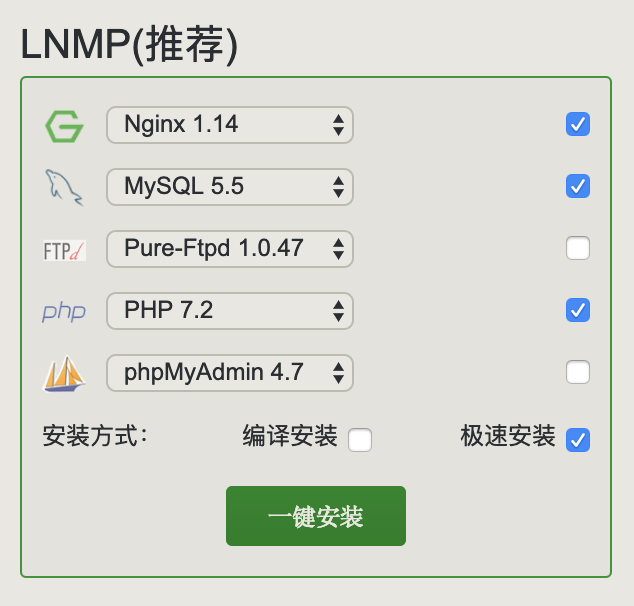 LNMP(推荐)
Nginx 1.14
MySQL 5.5
FTPd Pure-Ftpd 1.0.47
php PHP 7.2
phpMyAdmin 4.7
安装方式： 编译安装 极速安装
一键安装